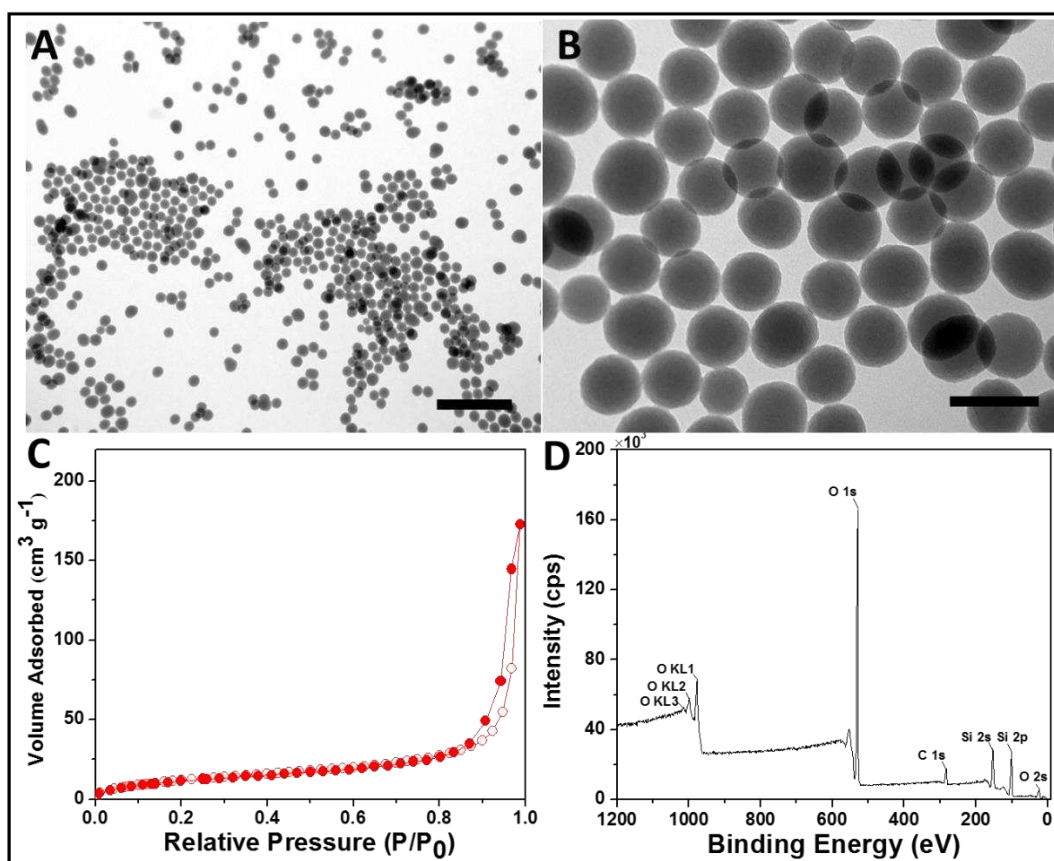 A
B
C
200
150
100
50
0
Volume Adsorbed (cm³ g⁻¹)
0.0 0.2 0.4 0.6 0.8 1.0
Relative Pressure (P/P₀)
D
×10³
200
160
120
80
40
0
Intensity (cps)
O 1s
O KL1
O KL2
O KL3
C 1s
Si 2s
Si 2p
O 2s
1200 1000 800 600 400 200 0
Binding Energy (eV)